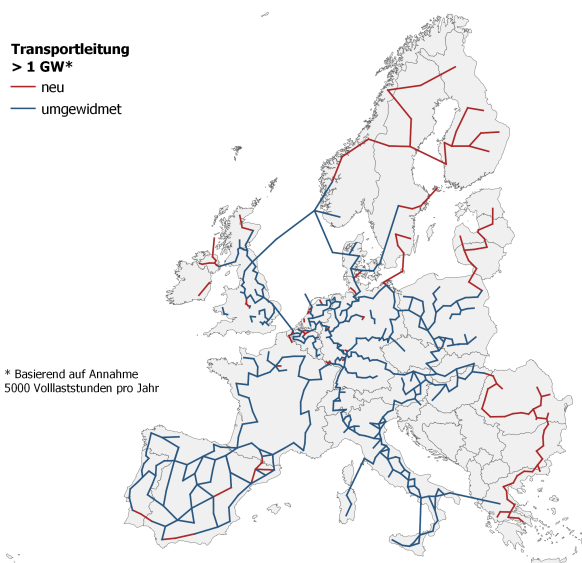 Transportleitung
> 1 GW*
neu
umgewidmet
* Basierend auf Annahme
5000 Volllaststunden pro Jahr